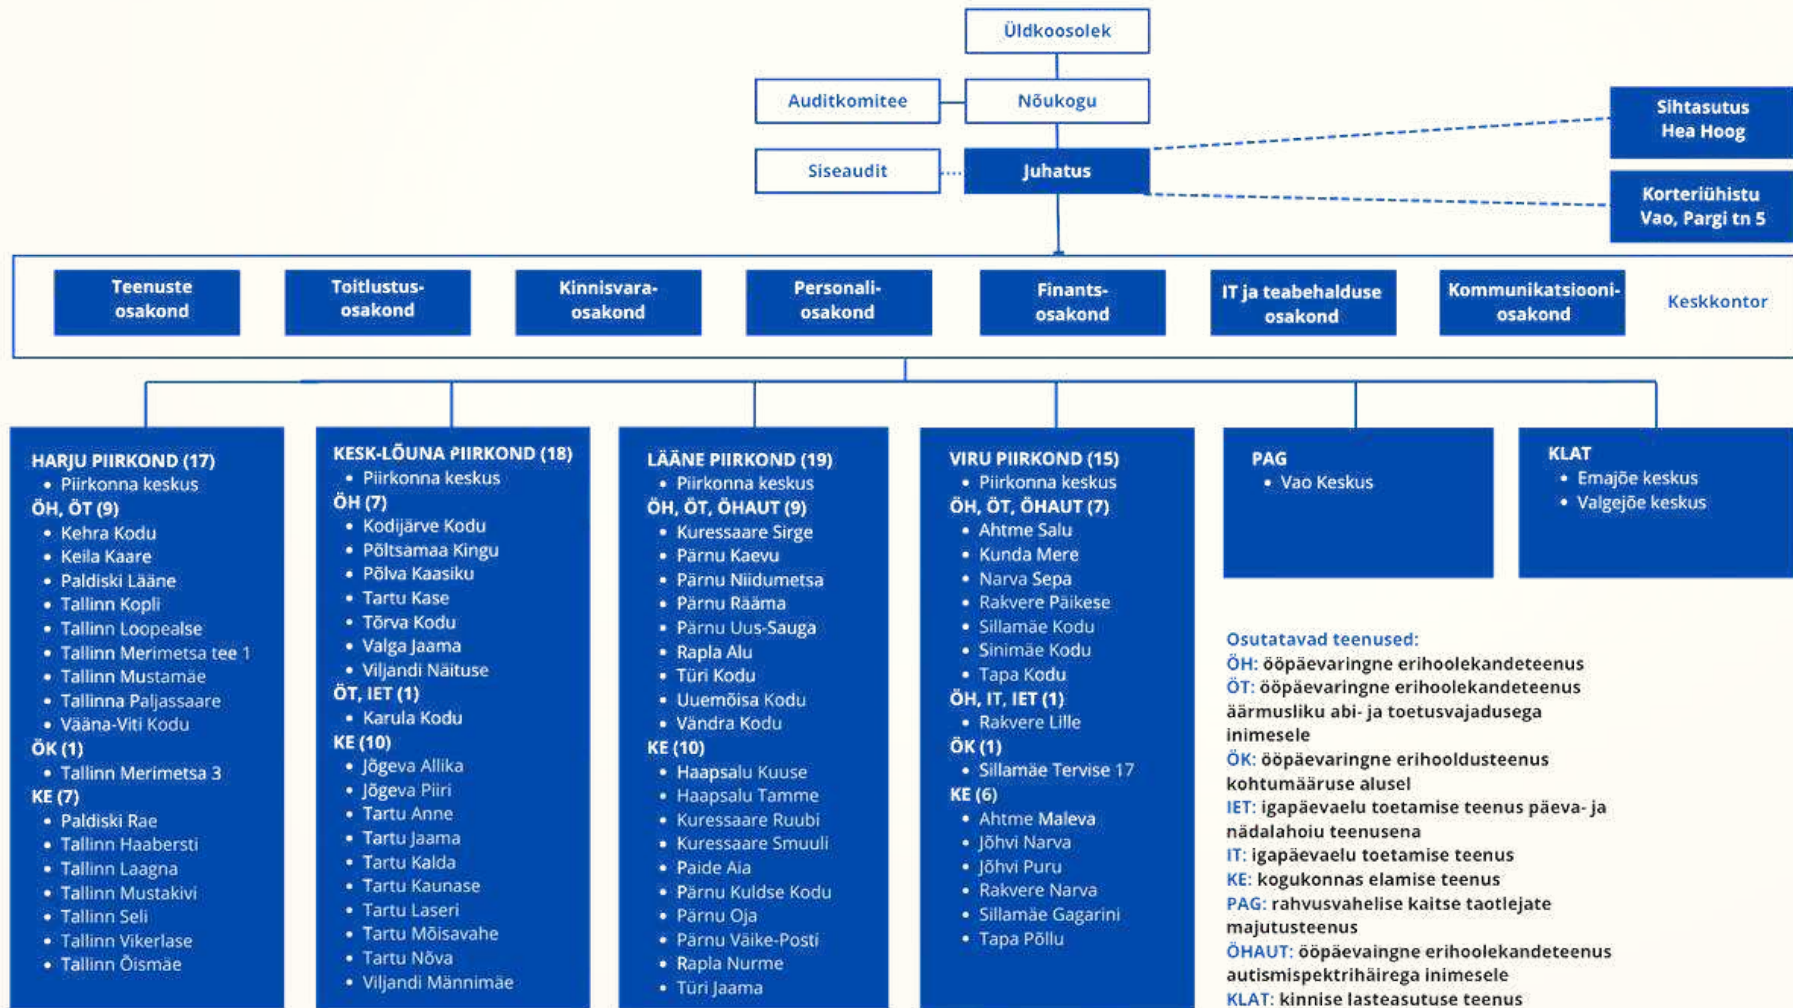 Üldkoosolek
Auditkomitee
Nõukogu
Siseaudit
Juhatus
Sihtasutus
Hea Hoog
Korteriühistu
Vao, Pargi tn 5
Teenuste
osakond
Toitlustus-
osakond
Kinnisvara-
osakond
Personali-
osakond
Finants-
osakond
IT ja teabehalduse
osakond
Kommunikatsiooni-
osakond
Keskkontor
HARJU PIIRKOND (17)
• Piirkonna keskus
ÖH, ÖT (9)
• Kehra Kodu
• Keila Kaare
• Paldiski Lääne
• Tallinn Kopli
• Tallinn Loopealse
• Tallinn Merimetsa tee 1
• Tallinn Mustamäe
• Tallinna Paljassaare
• Vääna-Viti Kodu
ÖK (1)
• Tallinn Merimetsa 3
KE (7)
• Paldiski Rae
• Tallinn Haabersti
• Tallinn Laagna
• Tallinn Mustakivi
• Tallinn Seli
• Tallinn Vikerlase
• Tallinn Õismäe
KESK-LÕUNA PIIRKOND (18)
• Piirkonna keskus
ÖH (7)
• Kodijärve Kodu
• Põltsamaa Kingu
• Põlva Kaasiku
• Tartu Kase
• Tõrva Kodu
• Valga Jaama
• Viljandi Näituse
ÖT, IET (1)
• Karula Kodu
KE (10)
• Jõgeva Allika
• Jõgeva Piiri
• Tartu Anne
• Tartu Jaama
• Tartu Kalda
• Tartu Kaunase
• Tartu Laseri
• Tartu Mõisavahe
• Tartu Nõva
• Viljandi Männimäe
LÄÄNE PIIRKOND (19)
• Piirkonna keskus
ÖH, ÖT, ÖHAUT (9)
• Kuressaare Sirge
• Pärnu Kaevu
• Pärnu Niidumetsa
• Pärnu Rääma
• Pärnu Uus-Sauga
• Rapla Alu
• Türi Kodu
• Uuemõisa Kodu
• Vändra Kodu
KE (10)
• Haapsalu Kuuse
• Haapsalu Tamme
• Kuressaare Ruubi
• Kuressaare Smuuli
• Paide Aia
• Pärnu Kuldse Kodu
• Pärnu Oja
• Pärnu Väike-Posti
• Rapla Nurme
• Türi Jaama
VIRU PIIRKOND (15)
• Piirkonna keskus
ÖH, ÖT, ÖHAUT (7)
• Ahtme Salu
• Kunda Mere
• Narva Sepa
• Rakvere Päikese
• Sillamäe Kodu
• Sinimäe Kodu
• Tapa Kodu
ÖH, IT, IET (1)
• Rakvere Lille
ÖK (1)
• Sillamäe Tervise 17
KE (6)
• Ahtme Maleva
• Jõhvi Narva
• Jõhvi Puru
• Rakvere Narva
• Sillamäe Gagarini
• Tapa Põllu
PAG
• Vao Keskus
KLAT
• Emajõe keskus
• Valgejõe keskus
Osutatavad teenused:
ÖH: ööpäevaringne erihoolekandeteenus
ÖT: ööpäevaringne erihoolekandeteenus
äärmusliku abi- ja toetusvajadusega
inimesele
ÖK: ööpäevaringne erihooldusteenus
kohtumääruse alusel
IET: igapäevaelu toetamise teenus päeva- ja
nädalahoiu teenusena
IT: igapäevaelu toetamise teenus
KE: kogukonnas elamise teenus
PAG: rahvusvahelise kaitse taotlejate
majutusteenus
ÖHAUT: ööpäevaingne erihoolekandeteenus
autismispektrihäirega inimesele
KLAT: kinnise lasteasutuse teenus